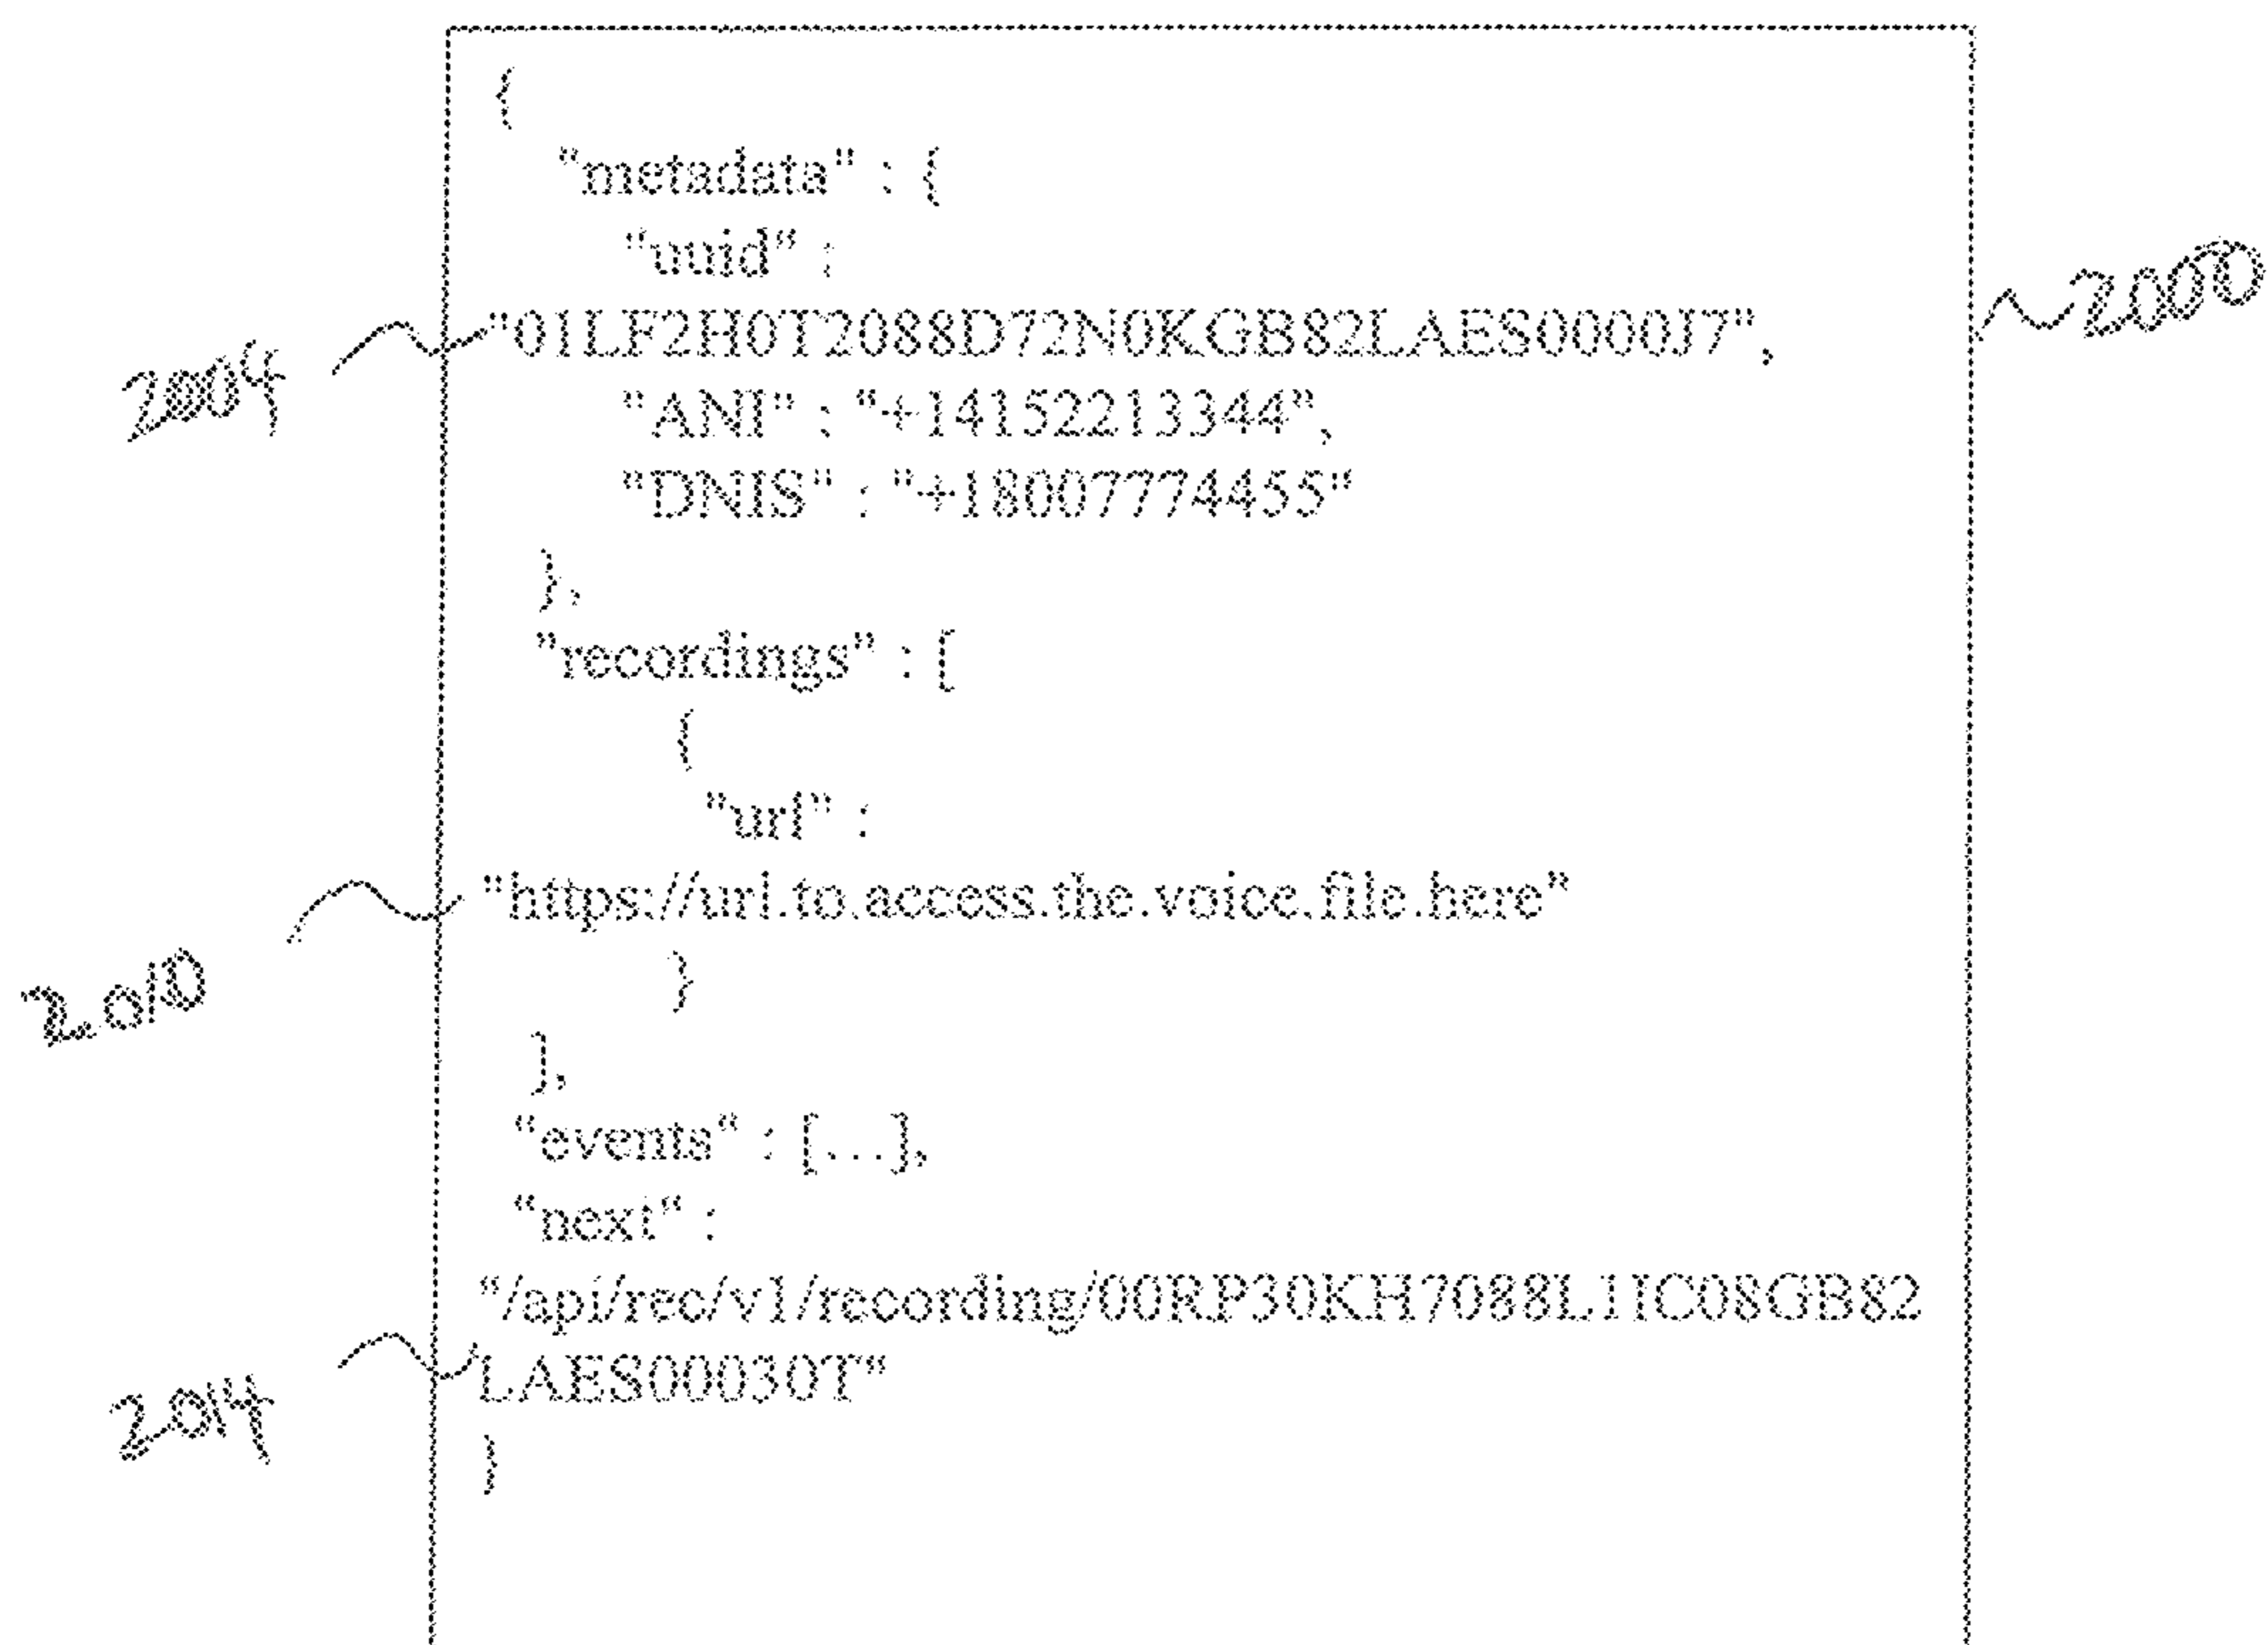 {
"metadata" : {
"uuid" :
"01LF2H0T2088D72N0KGB82LAES0000J7",
"ANI" : "+14152213344",
"DNIS" : "+18007774455"
},
"recordings" : [
{
"url" :
"https://url.to.access.the.voice.file.here"
}
],
"events" : [...],
"next" :
"/api/rec/v1/recording/00RP30KH7088L1IC08GB82
LAES00030T"
}
2000
2004
2010
2014